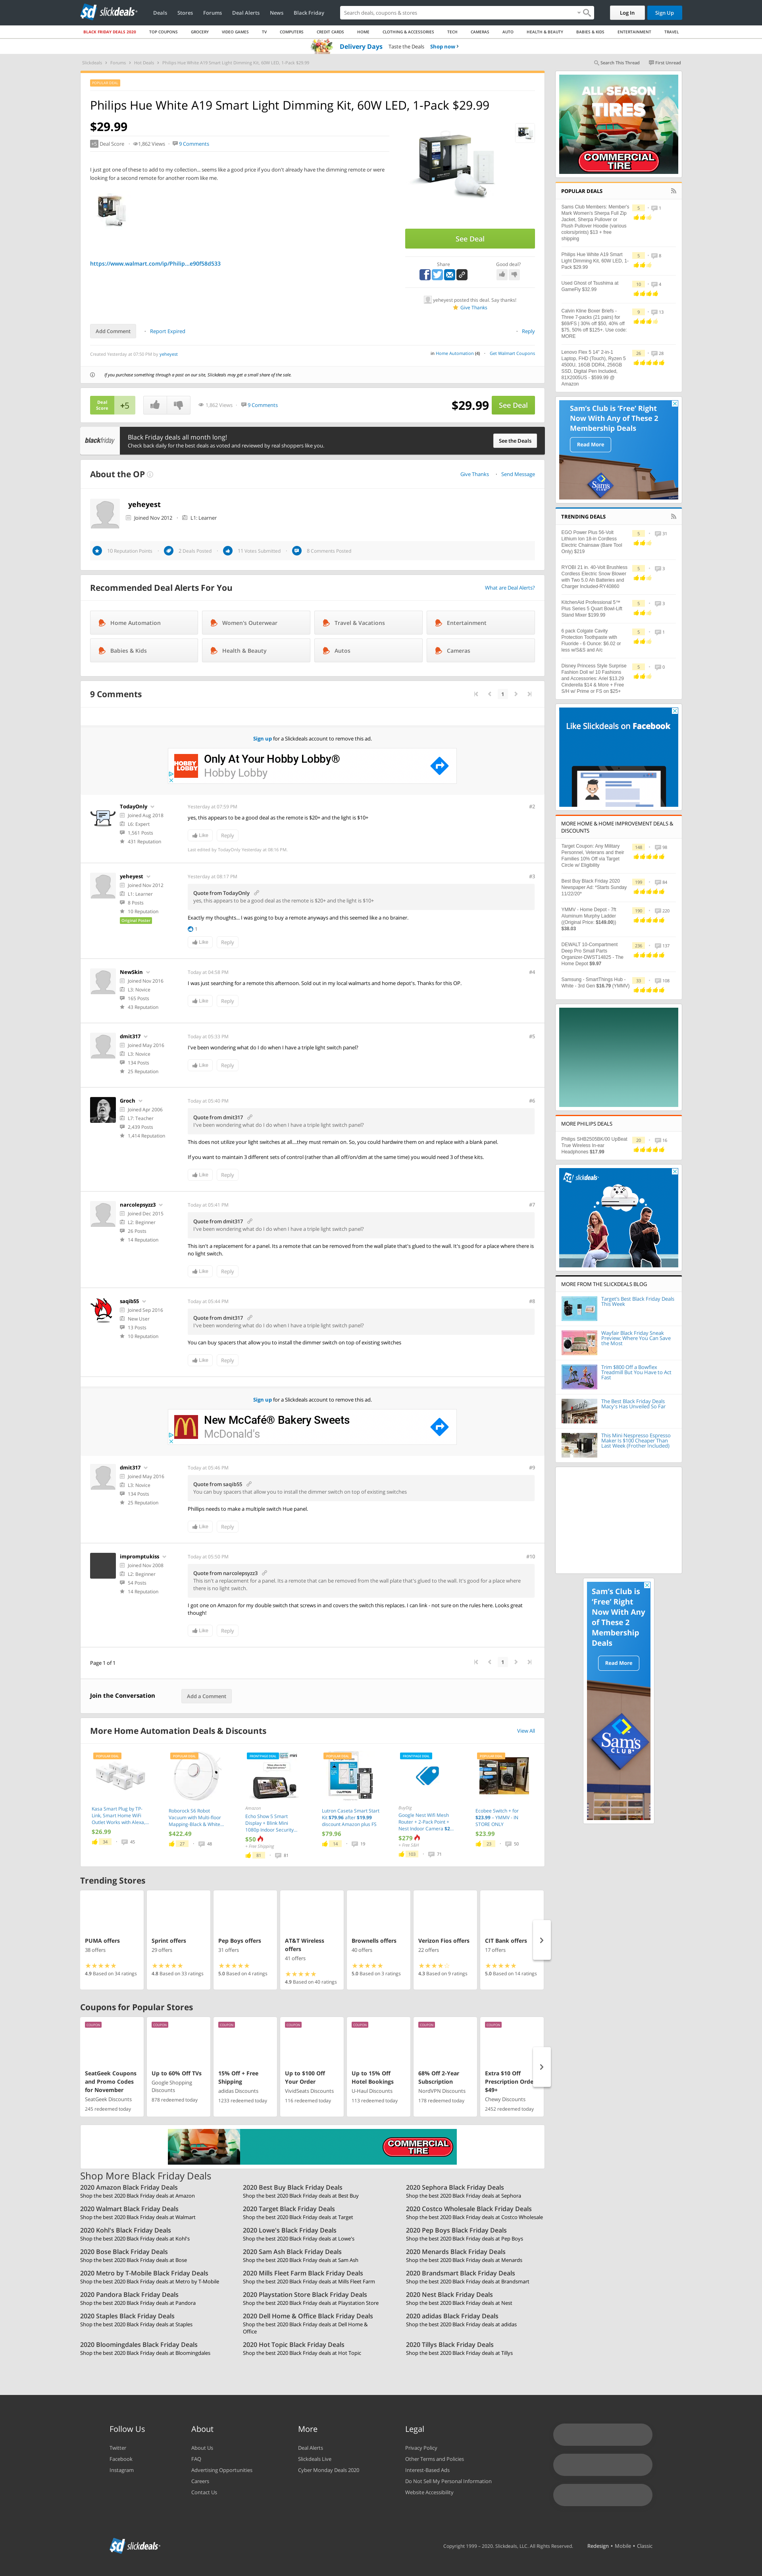 sd slickdeals
Deals
Stores
Forums
Deal Alerts
News
Black Friday
Search deals, coupons & stores
Log In
Sign Up
BLACK FRIDAY DEALS 2020
TOP COUPONS
GROCERY
VIDEO GAMES
TV
COMPUTERS
CREDIT CARDS
HOME
CLOTHING & ACCESSORIES
TECH
CAMERAS
AUTO
HEALTH & BEAUTY
BABIES & KIDS
ENTERTAINMENT
TRAVEL
Delivery Days Taste the Deals Shop now
Slickdeals > Forums > Hot Deals > Philips Hue White A19 Smart Light Dimming Kit, 60W LED, 1-Pack $29.99
Search This Thread
First Unread
Philips Hue White A19 Smart Light Dimming Kit, 60W LED, 1-Pack $29.99
$29.99
+5 Deal Score 1,862 Views 9 Comments
I just got one of these to add to my collection... seems like a good price if you don't already have the dimming remote or were
looking for a second remote for another room like me.
https://www.walmart.com/ip/Philip...e90f58d533
See Deal
Share
Good deal?
yeheyest posted this deal. Say thanks!
Give Thanks
Add Comment
Report Expired
Reply
Created Yesterday at 07:50 PM by yeheyest
in Home Automation (4) Get Walmart Coupons
If you purchase something through a post on our site, Slickdeals may get a small share of the sale.
Deal
Score
+5
1,862 Views 9 Comments
$29.99
See Deal
blackfriday
Black Friday deals all month long!
Check back daily for the best deals as voted and reviewed by real shoppers like you.
See the Deals
About the OP
Give Thanks
Send Message
yeheyest
Joined Nov 2012
L1: Learner
10 Reputation Points
2 Deals Posted
11 Votes Submitted
8 Comments Posted
Recommended Deal Alerts For You
What are Deal Alerts?
Home Automation
Women's Outerwear
Travel & Vacations
Entertainment
Babies & Kids
Health & Beauty
Autos
Cameras
9 Comments
1
Sign up for a Slickdeals account to remove this ad.
HOBBY LOBBY
Only At Your Hobby Lobby®
Hobby Lobby
TodayOnly
Joined Aug 2018
L6: Expert
1,561 Posts
431 Reputation
Yesterday at 07:59 PM
#2
yes, this appears to be a good deal as the remote is $20+ and the light is $10+
Like
Reply
Last edited by TodayOnly Yesterday at 08:10 PM.
yeheyest
Joined Nov 2012
L1: Learner
8 Posts
10 Reputation
Original Poster
Yesterday at 08:17 PM
#3
Quote from TodayOnly
yes, this appears to be a good deal as the remote is $20+ and the light is $10+
Exactly my thoughts... I was going to buy a remote anyways and this seemed like a no brainer.
1
Like
Reply
NewSkin
Joined Nov 2016
L3: Novice
165 Posts
43 Reputation
Today at 04:58 PM
#4
I was just searching for a remote this afternoon. Sold out in my local walmarts and home depot's. Thanks for this OP.
Like
Reply
dmit317
Joined May 2016
L3: Novice
134 Posts
25 Reputation
Today at 05:35 PM
#5
I've been wondering what do I do when I have a triple light switch panel?
Like
Reply
Groch
Joined Apr 2006
L7: Teacher
2,439 Posts
1,414 Reputation
Today at 05:40 PM
#6
Quote from dmit317
I've been wondering what do I do when I have a triple light switch panel?
This does not utilize your light switches at all...they must remain on. So, you could hardwire them on and replace with a blank panel.
If you want to maintain 3 different sets of control (rather than all off/on/dim at the same time) you would need 3 of these kits.
Like
Reply
narcolepsyzz3
Joined Dec 2015
L2: Beginner
26 Posts
14 Reputation
Today at 05:41 PM
#7
Quote from dmit317
I've been wondering what do I do when I have a triple light switch panel?
This isn't a replacement for a panel. Its a remote that can be removed from the wall plate that's glued to the wall. It's good for a place where there is
no light switch.
Like
Reply
saqib55
Joined Sep 2016
New User
13 Posts
10 Reputation
Today at 05:44 PM
#8
Quote from dmit317
I've been wondering what do I do when I have a triple light switch panel?
You can buy spacers that allow you to install the dimmer switch on top of existing switches
Like
Reply
Sign up for a Slickdeals account to remove this ad.
New McCafé® Bakery Sweets
McDonald's
dmit317
Joined May 2016
L3: Novice
134 Posts
25 Reputation
Today at 05:46 PM
#9
Quote from saqib55
You can buy spacers that allow you to install the dimmer switch on top of existing switches
Phillips needs to make a multiple switch Hue panel.
Like
Reply
impromptukiss
Joined Nov 2008
L2: Beginner
54 Posts
14 Reputation
Today at 05:50 PM
#10
Quote from narcolepsyzz3
This isn't a replacement for a panel. Its a remote that can be removed from the wall plate that's glued to the wall. It's good for a place where there
is no light switch.
I got one on Amazon for my double switch that screws in and covers the switch this replaces. I can link - not sure on the rules here. Looks great
though!
Like
Reply
Page 1 of 1
1
Join the Conversation
Add a Comment
More Home Automation Deals & Discounts
View All
Kasa Smart Plug by TP-
Link, Smart Home WiFi
Outlet Works with Alexa,...
$26.99
34 45
Roborock S6 Robot
Vacuum with Multi-floor
Mapping-Black & White...
$422.49
27 48
Amazon
Echo Show 5 Smart
Display + Blink Mini
1080p Indoor Security...
$50
+ Free Shipping
41 81
Lutron Caseta Smart Start
Kit $79.96 after $19.99
discount Amazon plus FS
$79.96
14 19
BuyDig
Google Nest Wifi Mesh
Router + 2-Pack Point +
Nest Indoor Camera $2...
$279
+ Free S&H
103 71
Ecobee Switch + for
$23.99 - YMMV - IN
STORE ONLY
$23.99
23 50
Trending Stores
PUMA offers
38 offers
4.9 Based on 34 ratings
Sprint offers
29 offers
4.8 Based on 33 ratings
Pep Boys offers
31 offers
5.0 Based on 4 ratings
AT&T Wireless
offers
41 offers
4.9 Based on 40 ratings
Brownells offers
40 offers
5.0 Based on 3 ratings
Verizon Fios offers
22 offers
4.3 Based on 9 ratings
CIT Bank offers
17 offers
5.0 Based on 14 ratings
Coupons for Popular Stores
COUPON
SeatGeek Coupons
and Promo Codes
for November
SeatGeek Discounts
245 redeemed today
COUPON
Up to 60% Off TVs
Google Shopping
Discounts
878 redeemed today
COUPON
15% Off + Free
Shipping
adidas Discounts
1233 redeemed today
COUPON
Up to $100 Off
Your Order
VividSeats Discounts
116 redeemed today
COUPON
Up to 15% Off
Hotel Bookings
U-Haul Discounts
113 redeemed today
COUPON
68% Off 2-Year
Subscription
NordVPN Discounts
178 redeemed today
COUPON
Extra $10 Off
Prescription Orde
$49+
Chewy Discounts
2452 redeemed today
COMMERCIAL
TIRE
Shop More Black Friday Deals
2020 Amazon Black Friday Deals
Shop the best 2020 Black Friday deals at Amazon
2020 Best Buy Black Friday Deals
Shop the best 2020 Black Friday deals at Best Buy
2020 Sephora Black Friday Deals
Shop the best 2020 Black Friday deals at Sephora
2020 Walmart Black Friday Deals
Shop the best 2020 Black Friday deals at Walmart
2020 Target Black Friday Deals
Shop the best 2020 Black Friday deals at Target
2020 Costco Wholesale Black Friday Deals
Shop the best 2020 Black Friday deals at Costco Wholesale
2020 Kohl's Black Friday Deals
Shop the best 2020 Black Friday deals at Kohl's
2020 Lowe's Black Friday Deals
Shop the best 2020 Black Friday deals at Lowe's
2020 Pep Boys Black Friday Deals
Shop the best 2020 Black Friday deals at Pep Boys
2020 Bose Black Friday Deals
Shop the best 2020 Black Friday deals at Bose
2020 Sam Ash Black Friday Deals
Shop the best 2020 Black Friday deals at Sam Ash
2020 Menards Black Friday Deals
Shop the best 2020 Black Friday deals at Menards
2020 Metro by T-Mobile Black Friday Deals
Shop the best 2020 Black Friday deals at Metro by T-Mobile
2020 Mills Fleet Farm Black Friday Deals
Shop the best 2020 Black Friday deals at Mills Fleet Farm
2020 Brandsmart Black Friday Deals
Shop the best 2020 Black Friday deals at Brandsmart
2020 Pandora Black Friday Deals
Shop the best 2020 Black Friday deals at Pandora
2020 Playstation Store Black Friday Deals
Shop the best 2020 Black Friday deals at Playstation Store
2020 Nest Black Friday Deals
Shop the best 2020 Black Friday deals at Nest
2020 Staples Black Friday Deals
Shop the best 2020 Black Friday deals at Staples
2020 Dell Home & Office Black Friday Deals
Shop the best 2020 Black Friday deals at Dell Home &
Office
2020 adidas Black Friday Deals
Shop the best 2020 Black Friday deals at adidas
2020 Bloomingdales Black Friday Deals
Shop the best 2020 Black Friday deals at Bloomingdales
2020 Hot Topic Black Friday Deals
Shop the best 2020 Black Friday deals at Hot Topic
2020 Tillys Black Friday Deals
Shop the best 2020 Black Friday deals at Tillys
ALL SEASON
TIRES
COMMERCIAL
TIRE
POPULAR DEALS
Sams Club Members: Member's
Mark Women's Sherpa Full Zip
Jacket, Sherpa Pullover or
Plush Pullover Hoodie (various
colors/prints) $13 + free
shipping
5 1
Philips Hue White A19 Smart
Light Dimming Kit, 60W LED, 1-
Pack $29.99
5 8
Used Ghost of Tsushima at
GameFly $32.99
10 4
Calvin Kline Boxer Briefs -
Three 7-packs (21 pairs) for
$69/FS | 30% off $50, 40% off
$75, 50% off $125+. Use code:
MORE
9 13
Lenovo Flex 5 14" 2-in-1
Laptop, FHD (Touch), Ryzen 5
4500U, 16GB DDR4, 256GB
SSD, Digital Pen Included,
81X20005US - $599.99 @
Amazon
26 28
Sam's Club is 'Free' Right
Now With Any of These 2
Membership Deals
Read More
Sam's
CLUB
TRENDING DEALS
EGO Power Plus 56-Volt
Lithium Ion 18-in Cordless
Electric Chainsaw (Bare Tool
Only) $219
5 31
RYOBI 21 in. 40-Volt Brushless
Cordless Electric Snow Blower
with Two 5.0 Ah Batteries and
Charger Included-RY40860
5 3
KitchenAid Professional 5™
Plus Series 5 Quart Bowl-Lift
Stand Mixer $199.99
5 3
6 pack Colgate Cavity
Protection Toothpaste with
Fluoride - 6 Ounce: $6.02 or
less w/S&S and A/c
5 1
Disney Princess Style Surprise
Fashion Doll w/ 10 Fashions
and Accessories: Ariel $13.29
Cinderella $14 & More + Free
S/H w/ Prime or FS on $25+
5 0
Like Slickdeals on Facebook
MORE HOME & HOME IMPROVEMENT DEALS &
DISCOUNTS
Target Coupon: Any Military
Personnel, Veterans and their
Families 10% Off via Target
Circle w/ Eligibility
148 98
Best Buy Black Friday 2020
Newspaper Ad: *Starts Sunday
11/22/20*
149 84
YMMV - Home Depot - 7ft
Aluminum Murphy Ladder
((Original Price: $149.00))
$38.03
190 220
DEWALT 10-Compartment
Deep Pro Small Parts
Organizer-DWST14825 - The
Home Depot $9.97
236 137
Samsung - SmartThings Hub -
White - 3rd Gen $16.79 (YMMV)
33 168
MORE PHILIPS DEALS
Philips SHB2505BK/00 UpBeat
True Wireless in-ear
Headphones $17.99
20 16
slickdeals
MORE FROM THE SLICKDEALS BLOG
Target's Best Black Friday Deals
This Week
Wayfair Black Friday Sneak
Preview: Where You Can Save
the Most
Trim $800 Off a Bowflex
Treadmill But You Have to Act
Fast
The Best Black Friday Deals
Macy's Has Unveiled So Far
This Mini Nespresso Espresso
Maker Is $100 Cheaper Than
Last Week (Frother Included)
Sam's Club is
'Free' Right
Now With Any
of These 2
Membership
Deals
Read More
Sam's
CLUB
Follow Us
Twitter
Facebook
Instagram
About
About Us
FAQ
Advertising Opportunities
Careers
Contact Us
More
Deal Alerts
Slickdeals Live
Cyber Monday Deals 2020
Legal
Privacy Policy
Other Terms and Policies
Interest-Based Ads
Do Not Sell My Personal Information
Website Accessibility
sd slickdeals
Copyright 1999 - 2020. Slickdeals, LLC. All Rights Reserved.
Redesign • Mobile • Classic